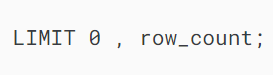 LIMIT 0 , row_count;